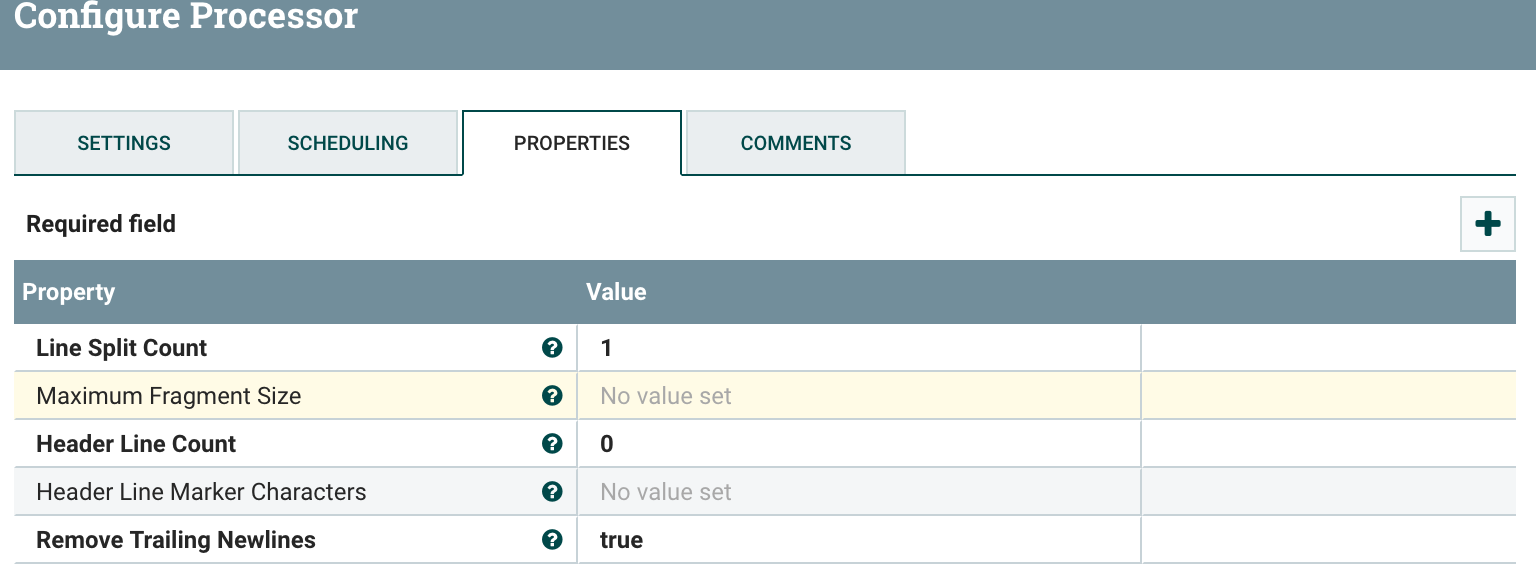 Configure Processor
SETTINGS
SCHEDULING
PROPERTIES
COMMENTS
Required field
Property Value
Line Split Count 1
Maximum Fragment Size No value set
Header Line Count 0
Header Line Marker Characters No value set
Remove Trailing Newlines true